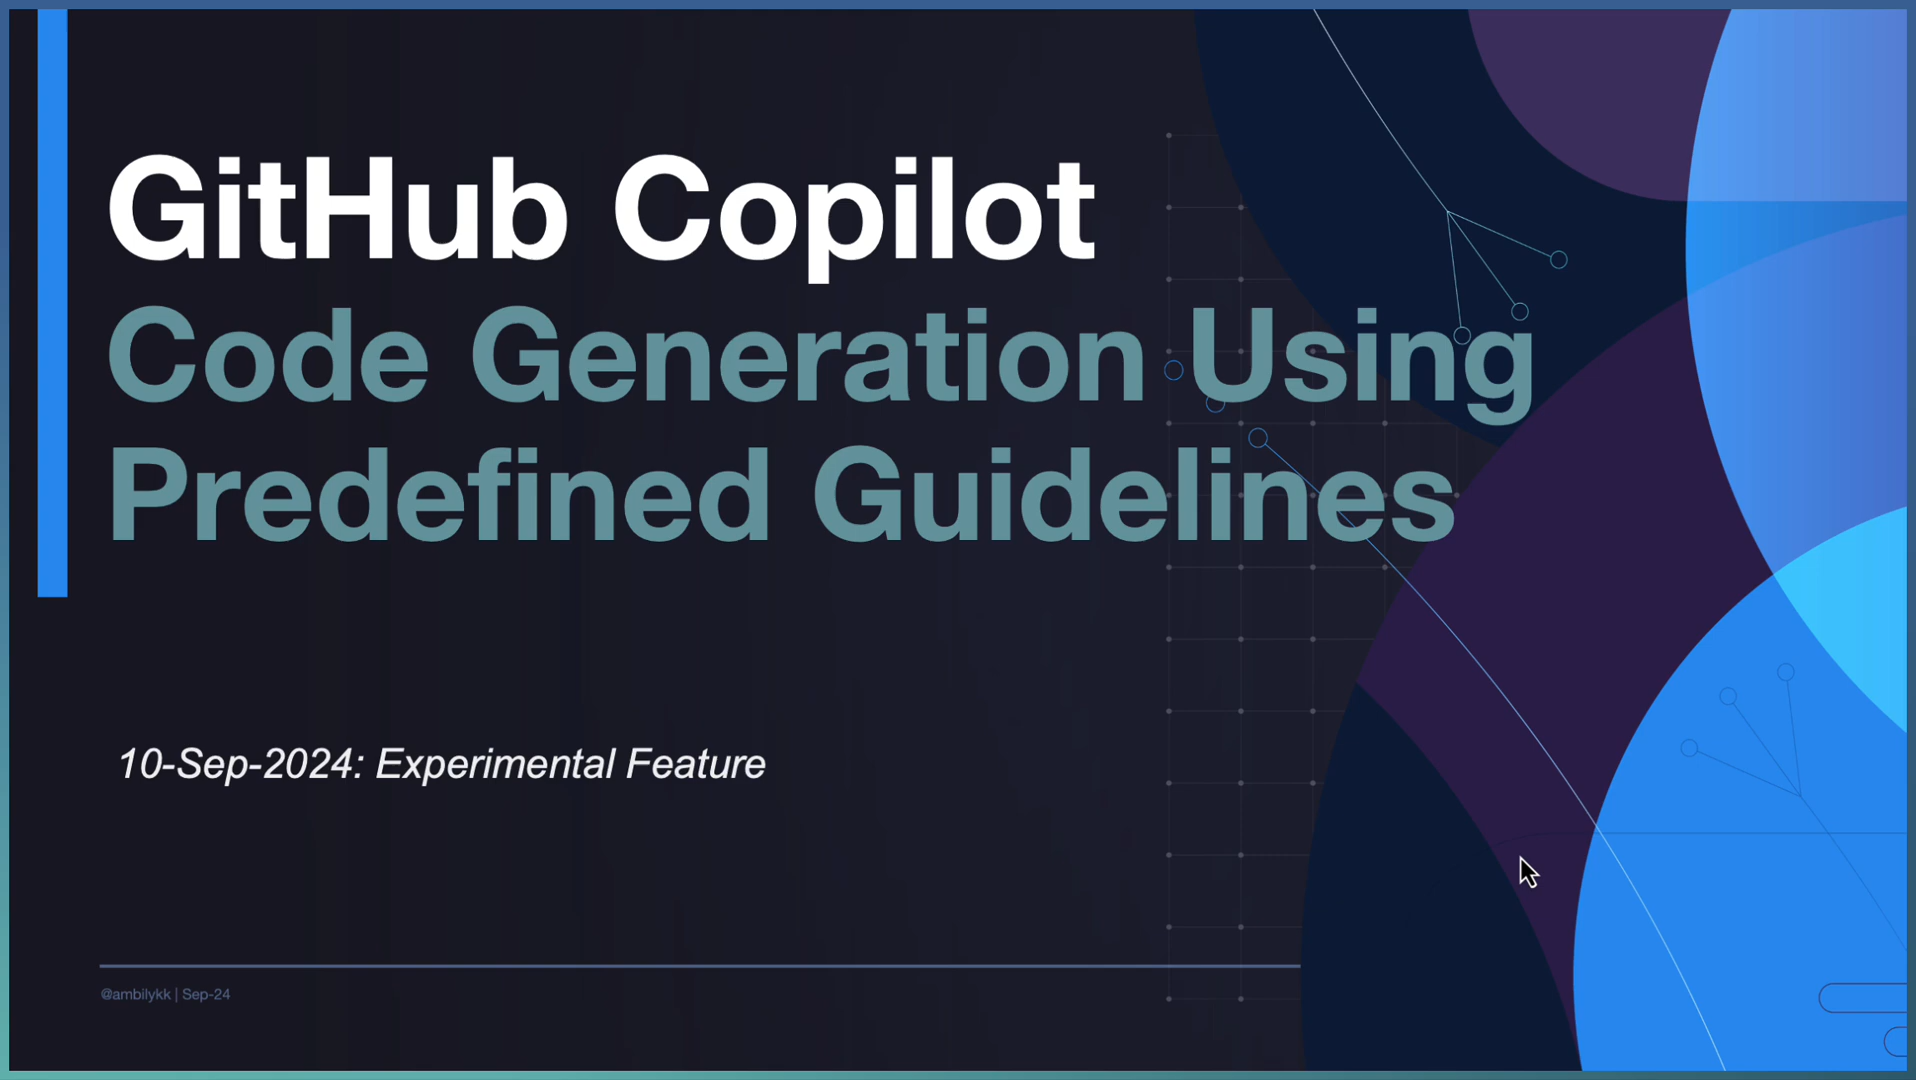 GitHub Copilot
Code Generation Using
Predefined Guidelines
10-Sep-2024: Experimental Feature
@ambilykk | Sep-24